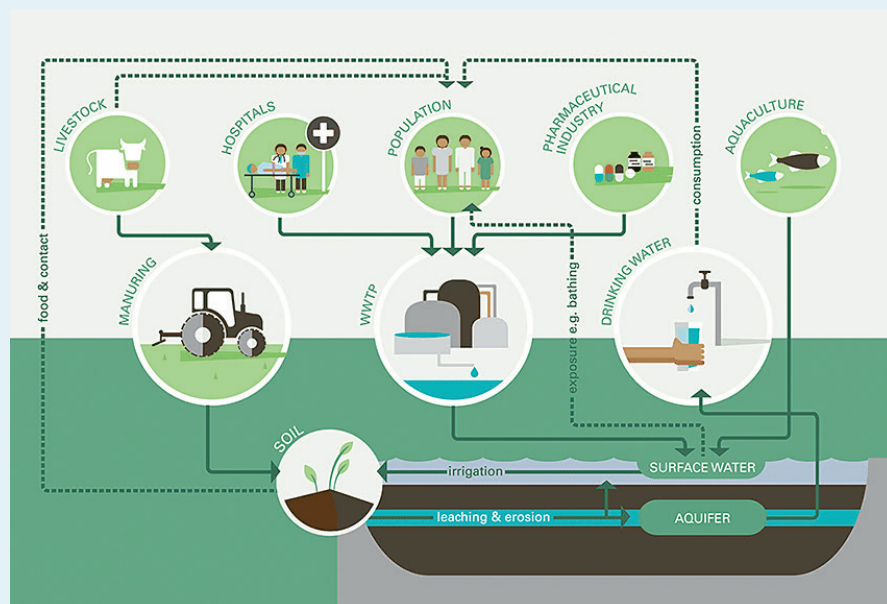 LIVESTOCK
HOSPITALS
POPULATION
PHARMACEUTICAL
INDUSTRY
AQUACULTURE
consumption
food & contact
MANURING
WWTP
exposure e.g. bathing
DRINKING WATER
SOIL
irrigation
SURFACE WATER
leaching & erosion
AQUIFER